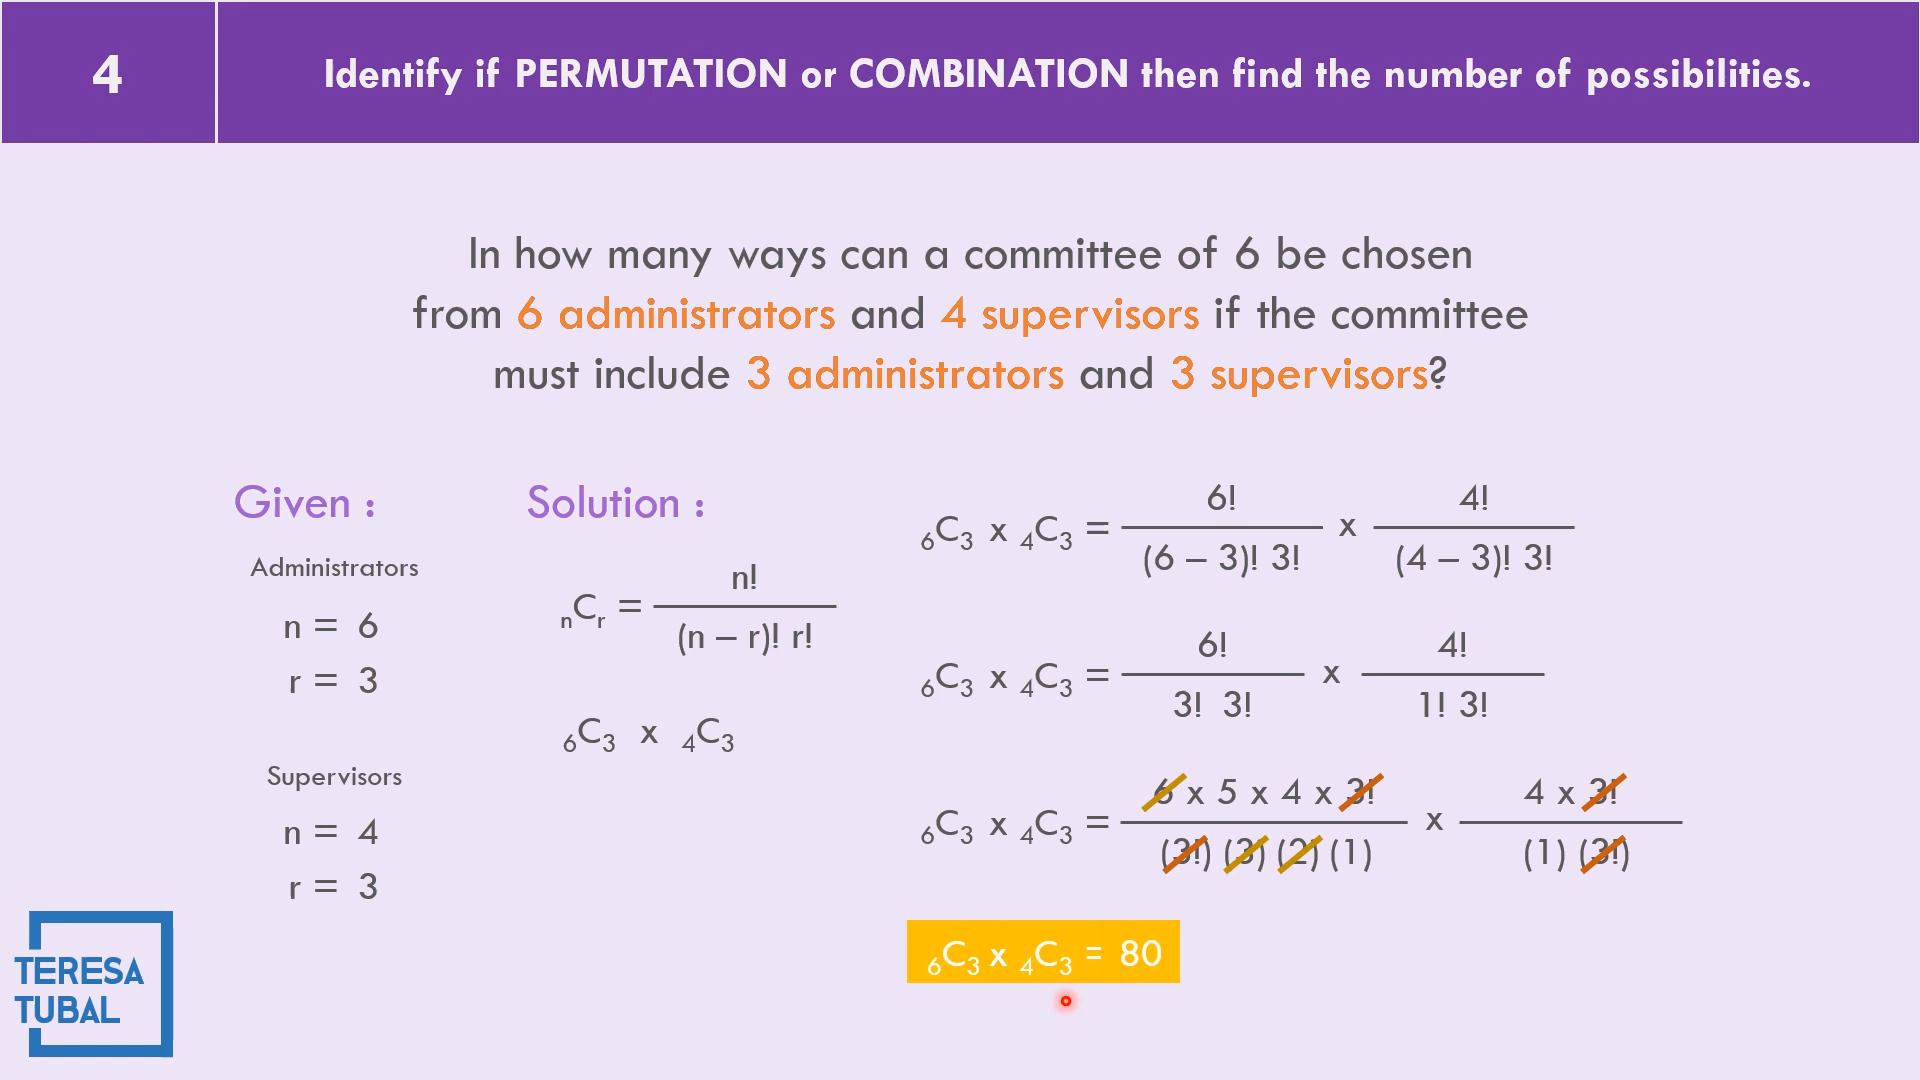 4
Identify if PERMUTATION or COMBINATION then find the number of possibilities.
In how many ways can a committee of 6 be chosen
from 6 administrators and 4 supervisors if the committee
must include 3 administrators and 3 supervisors?
Given :
Administrators
n = 6
r = 3
Supervisors
n = 4
r = 3
Solution :
nCr = n! / (n – r)! r!
6C3 x 4C3
6C3 x 4C3 = 6! / (6 – 3)! 3! x 4! / (4 – 3)! 3!
6C3 x 4C3 = 6! / 3! 3! x 4! / 1! 3!
6C3 x 4C3 = 6 x 5 x 4 x 3! / (3!) (3) (2) (1) x 4 x 3! / (1) (3!)
6C3 x 4C3 = 80
TERESA
TUBAL